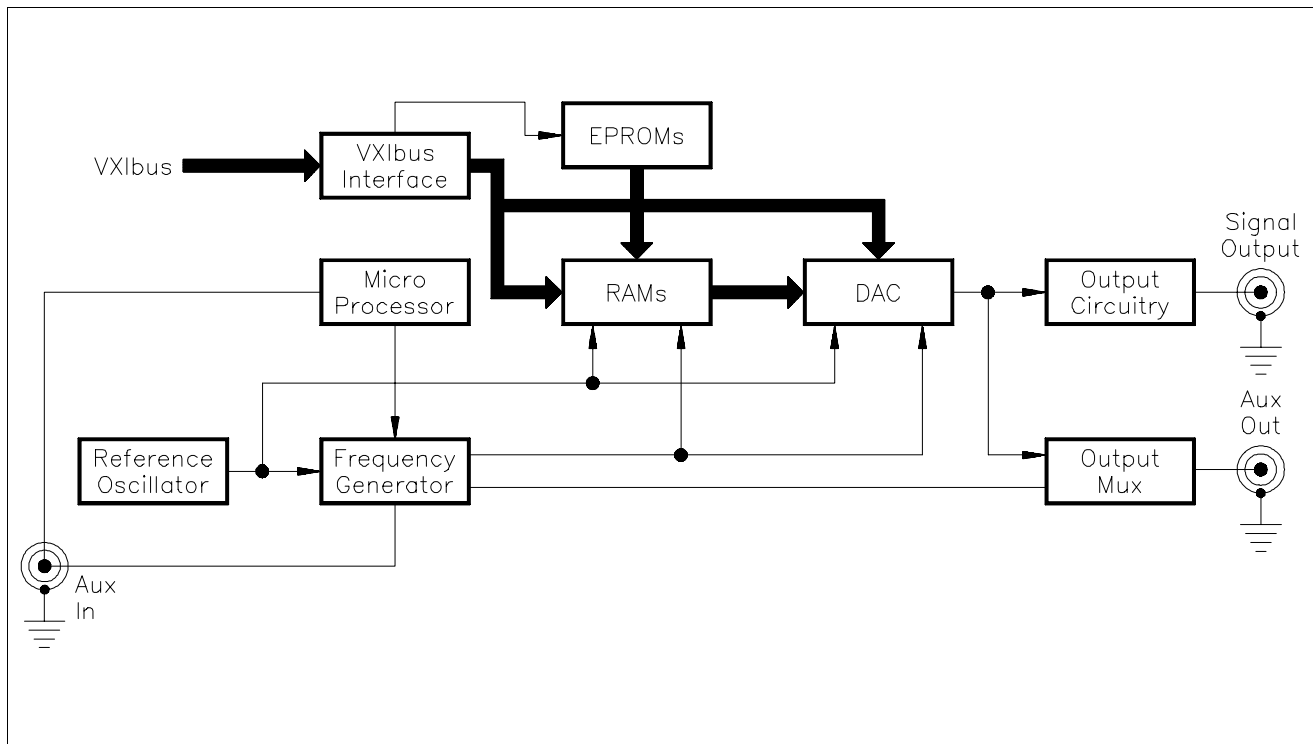 EPROMs
VXIbus
VXIbus
Interface
Signal
Output
Micro
Processor
RAMs
DAC
Output
Circuitry
Aux
Out
Reference
Oscillator
Frequency
Generator
Output
Mux
Aux
In